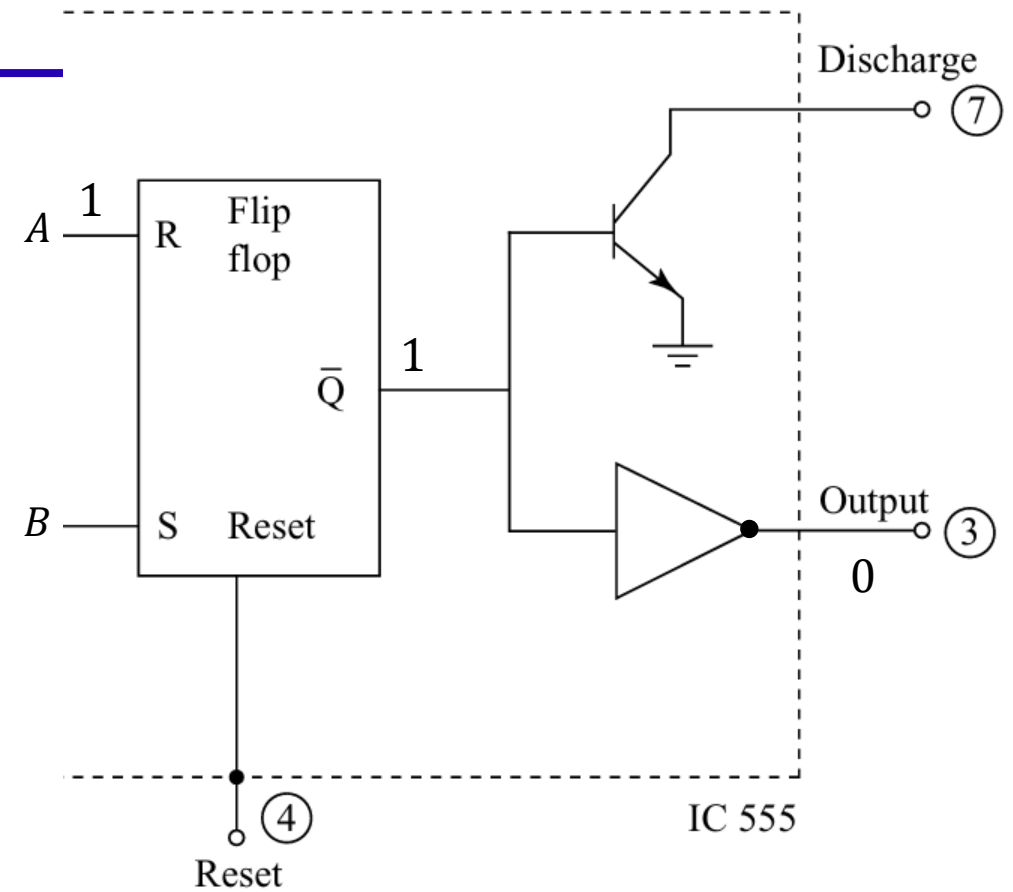 Discharge
7
1
A
R
Flip
flop
1
Q̅
B
S
Reset
Output
3
0
4
Reset
IC 555